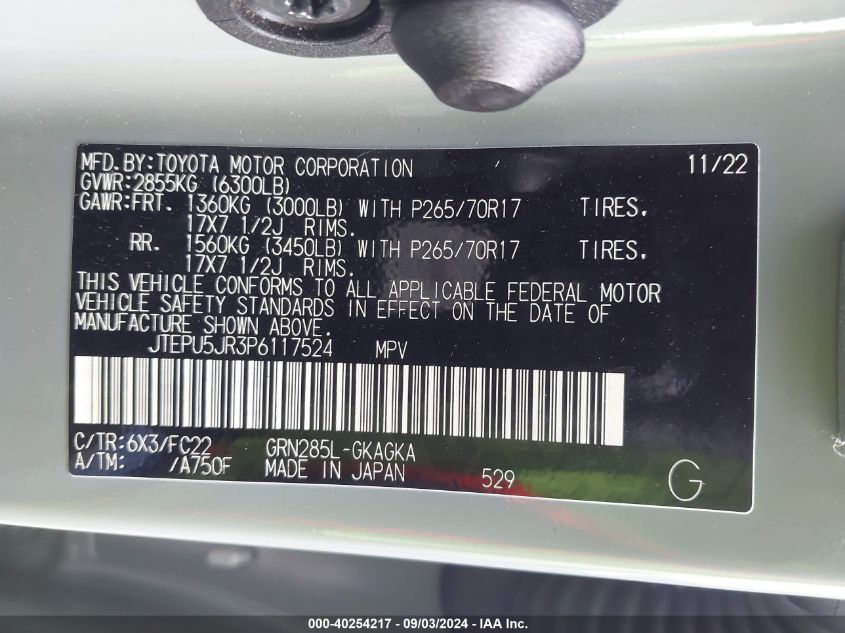 MFD.BY:TOYOTA MOTOR CORPORATION 11/22
GVWR:2855KG (6300LB)
GAWR:FRT. 1360KG (3000LB) WITH P265/70R17 TIRES.
17X7 1/2J RIMS.
RR. 1560KG (3450LB) WITH P265/70R17 TIRES.
17X7 1/2J RIMS.
THIS VEHICLE CONFORMS TO ALL APPLICABLE FEDERAL MOTOR
VEHICLE SAFETY STANDARDS IN EFFECT ON THE DATE OF
MANUFACTURE SHOWN ABOVE.
JTEPU5JR3P6117524 MPV
C/TR:6X3/FC22 GRN285L-GKAGKA
A/TM: /A750F MADE IN JAPAN 529 G
000-40254217 - 09/03/2024 - IAA Inc.